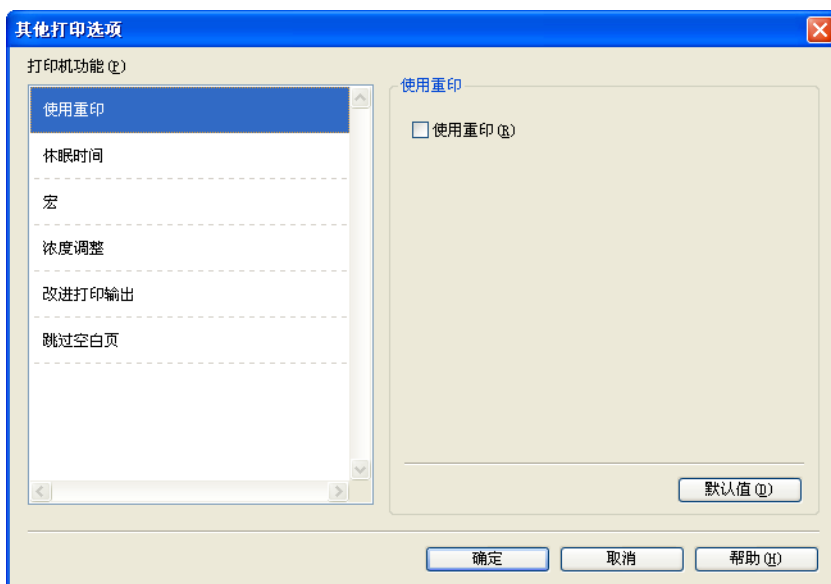 其他打印选项
打印机功能(P)
使用重印
休眠时间
宏
浓度调整
改进打印输出
跳过空白页
使用重印
使用重印(R)
默认值(D)
确定
取消
帮助(H)